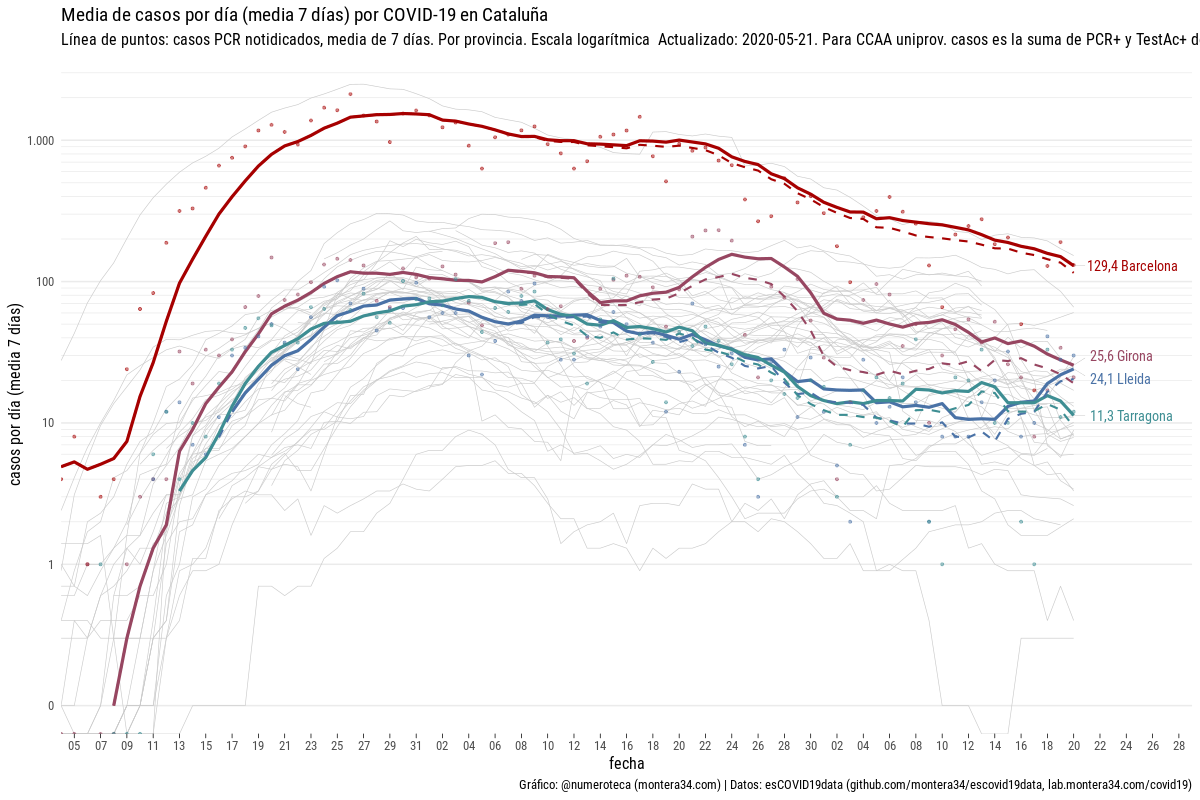 Media de casos por día (media 7 días) por COVID-19 en Cataluña
Línea de puntos: casos PCR notidicados, media de 7 días. Por provincia. Escala logarítmica  Actualizado: 2020-05-21. Para CCAA uniprov. casos es la suma de PCR+ y TestAc+ d
casos por día (media 7 días)
1.000
100
10
1
0
129,4 Barcelona
25,6 Girona
24,1 Lleida
11,3 Tarragona
05 07 09 11 13 15 17 19 21 23 25 27 29 31 02 04 06 08 10 12 14 16 18 20 22 24 26 28 30 02 04 06 08 10 12 14 16 18 20 22 24 26 28
fecha
Gráfico: @numeroteca (montera34.com) | Datos: esCOVID19data (github.com/montera34/escovid19data, lab.montera34.com/covid19)